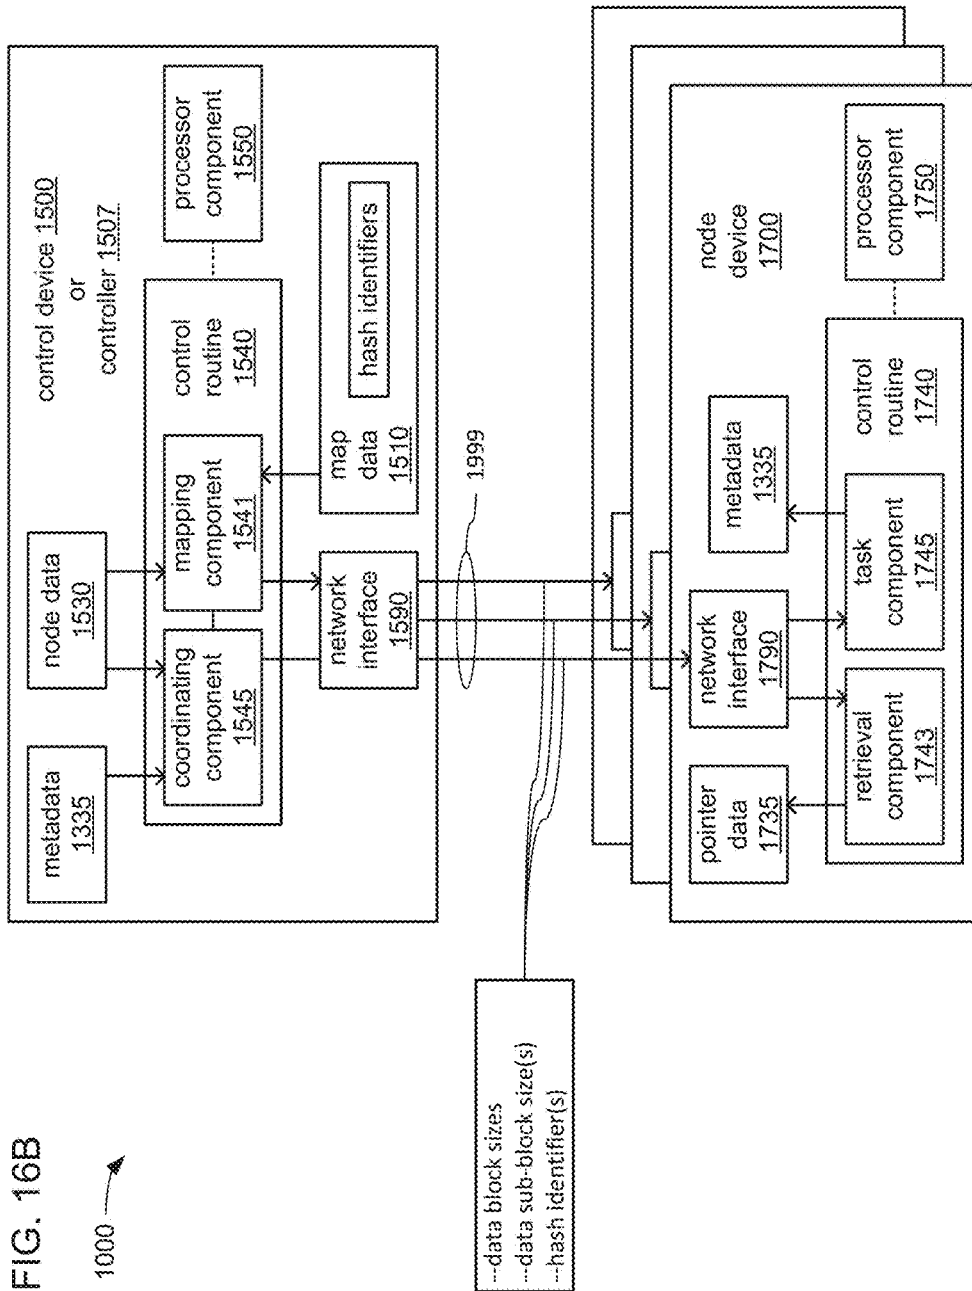 FIG. 16B
1000
metadata
1335
node data
1530
control device 1500
or
controller 1507
coordinating
component
1545
mapping
component
1541
control
routine
1540
processor
component
1550
network
interface
1590
map
data
1510
hash identifiers
1999
--data block sizes
--data sub-block size(s)
--hash identifier(s)
pointer
data
1735
network
interface
1790
metadata
1335
node
device
1700
retrieval
component
1743
task
component
1745
control
routine
1740
processor
component
1750